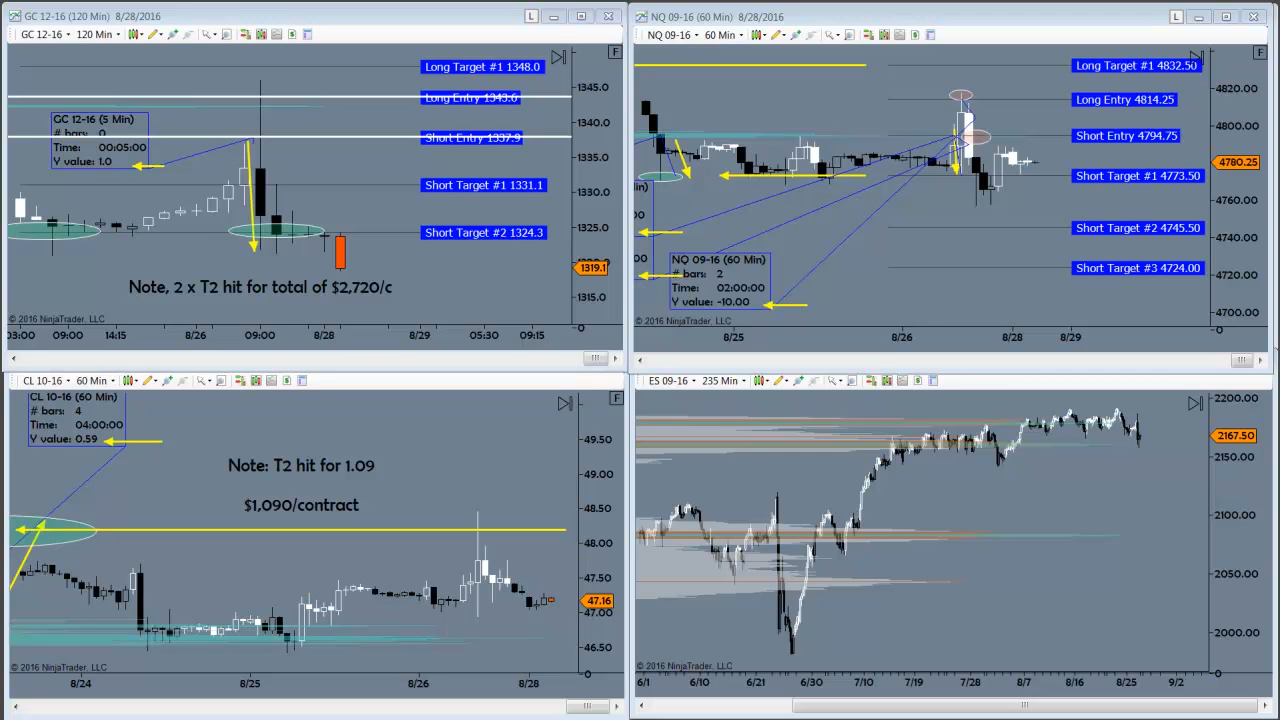 GC 12-16 (120 Min)  8/28/2016
L
GC 12-16 120 Min
F
Long Target #1 1348.0
Long Entry 1343.6
Short Entry 1337.9
Short Target #1 1331.1
Short Target #2 1324.3
GC 12-16 (5 Min)
# bars: 0
Time: 00:05:00
Y value: 1.0
1345.0
1340.0
1335.0
1330.0
1325.0
1319.1
1315.0
0
Note, 2 x T2 hit for total of $2,720/c
© 2016 NinjaTrader, LLC
03:00 09:00 14:15 8/26 09:00 8/28 8/29 05:30 09:15
NQ 09-16 (60 Min)  8/28/2016
L
NQ 09-16 60 Min
F
Long Target #1 4832.50
Long Entry 4814.25
Short Entry 4794.75
Short Target #1 4773.50
Short Target #2 4745.50
Short Target #3 4724.00
NQ 09-16 (60 Min)
# bars: 2
Time: 02:00:00
Y value: -10.00
4820.00
4800.00
4780.25
4760.00
4740.00
4720.00
4700.00
0
© 2016 NinjaTrader, LLC
8/25 8/26 8/28 8/29
CL 10-16 60 Min
F
CL 10-16 (60 Min)
# bars: 4
Time: 04:00:00
Y value: 0.59
Note: T2 hit for 1.09
$1,090/contract
49.50
49.00
48.50
48.00
47.50
47.16
47.00
46.50
0
© 2016 NinjaTrader, LLC
8/24 8/25 8/26 8/28
ES 09-16 235 Min
2200.00
2167.50
2150.00
2100.00
2050.00
2000.00
0
© 2016 NinjaTrader, LLC
6/1 6/10 6/21 6/30 7/10 7/19 7/28 8/7 8/16 8/25 9/2